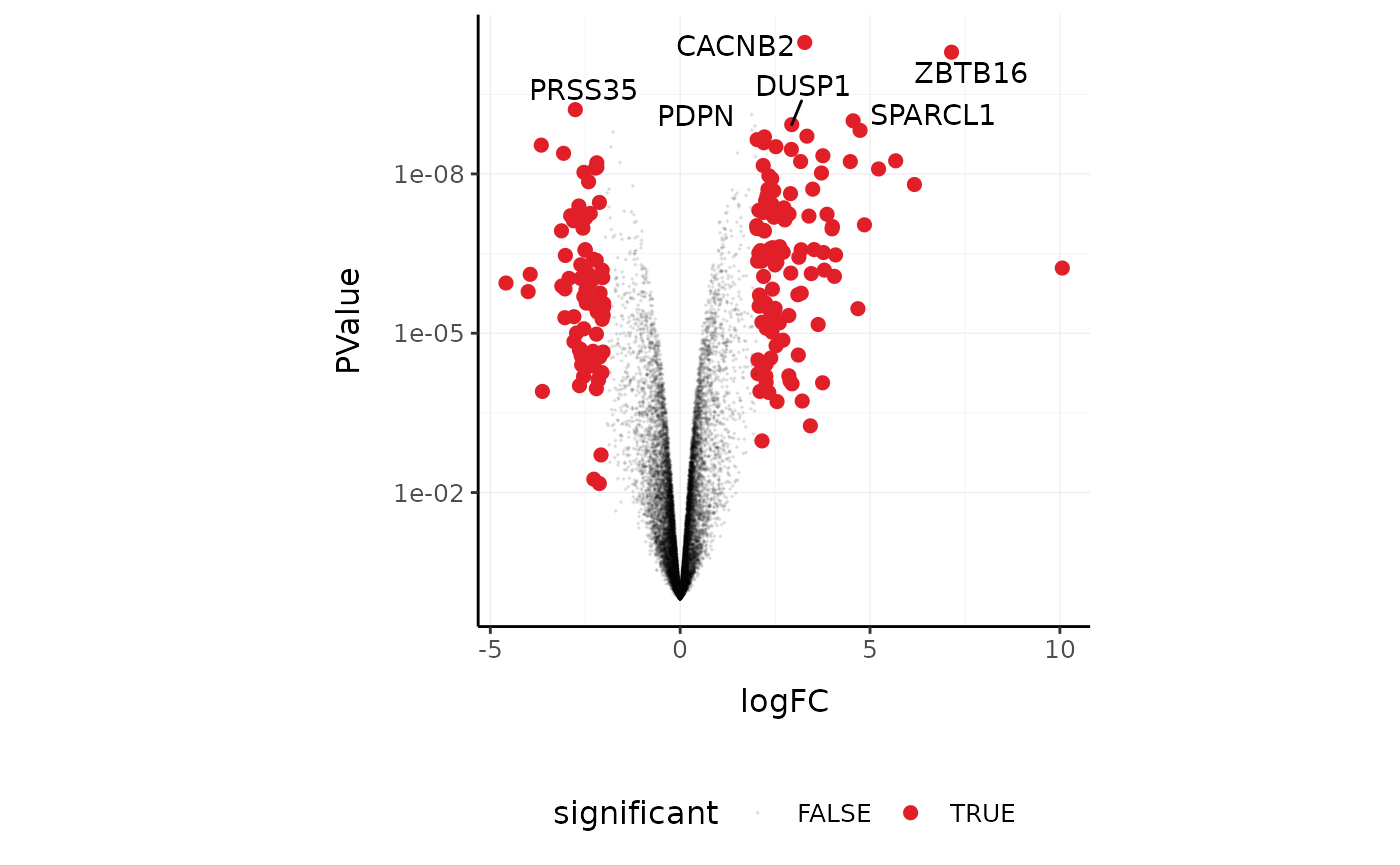 CACNB2
ZBTB16
DUSP1
PRSS35
PDPN
SPARCL1
1e-08
1e-05
1e-02
PValue
-5 0 5 10
logFC
significant FALSE TRUE